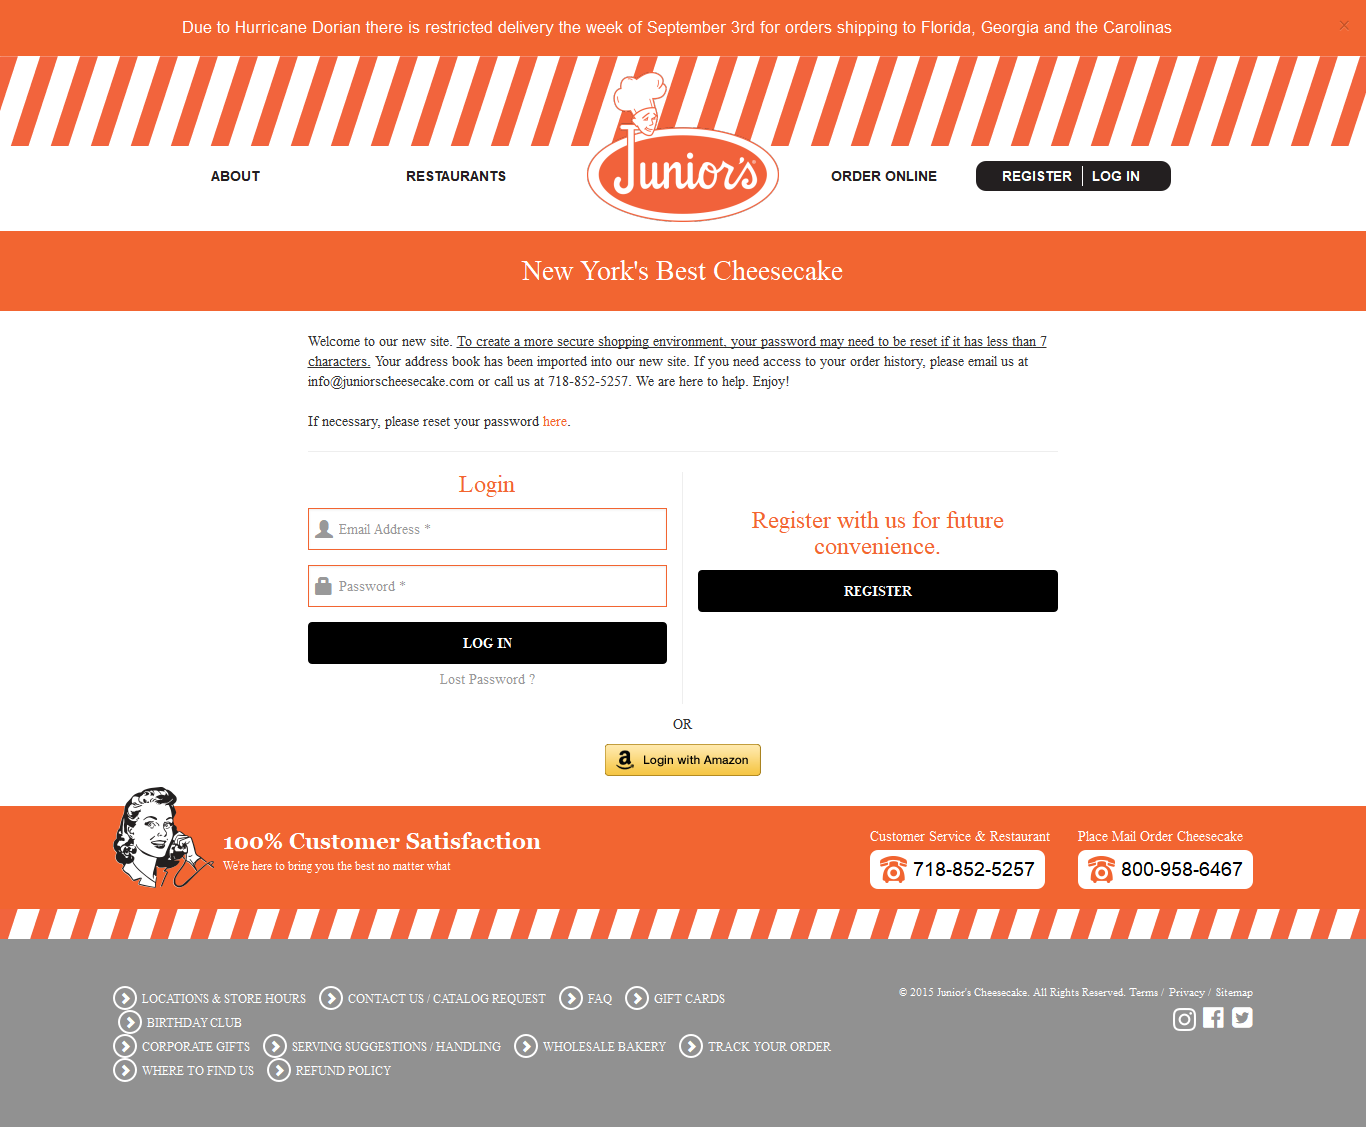 Due to Hurricane Dorian there is restricted delivery the week of September 3rd for orders shipping to Florida, Georgia and the Carolinas
×
Junior's
ABOUT
RESTAURANTS
ORDER ONLINE
REGISTER
LOG IN
New York's Best Cheesecake
Welcome to our new site. To create a more secure shopping environment, your password may need to be reset if it has less than 7
characters. Your address book has been imported into our new site. If you need access to your order history, please email us at
info@juniorscheesecake.com or call us at 718-852-5257. We are here to help. Enjoy!
If necessary, please reset your password here.
Login
Email Address *
Password *
LOG IN
Lost Password ?
Register with us for future
convenience.
REGISTER
OR
a Login with Amazon
100% Customer Satisfaction
We're here to bring you the best no matter what
Customer Service & Restaurant
718-852-5257
Place Mail Order Cheesecake
800-958-6467
LOCATIONS & STORE HOURS CONTACT US / CATALOG REQUEST FAQ GIFT CARDS
BIRTHDAY CLUB
CORPORATE GIFTS SERVING SUGGESTIONS / HANDLING WHOLESALE BAKERY TRACK YOUR ORDER
WHERE TO FIND US REFUND POLICY
© 2015 Junior's Cheesecake. All Rights Reserved. Terms / Privacy / Sitemap